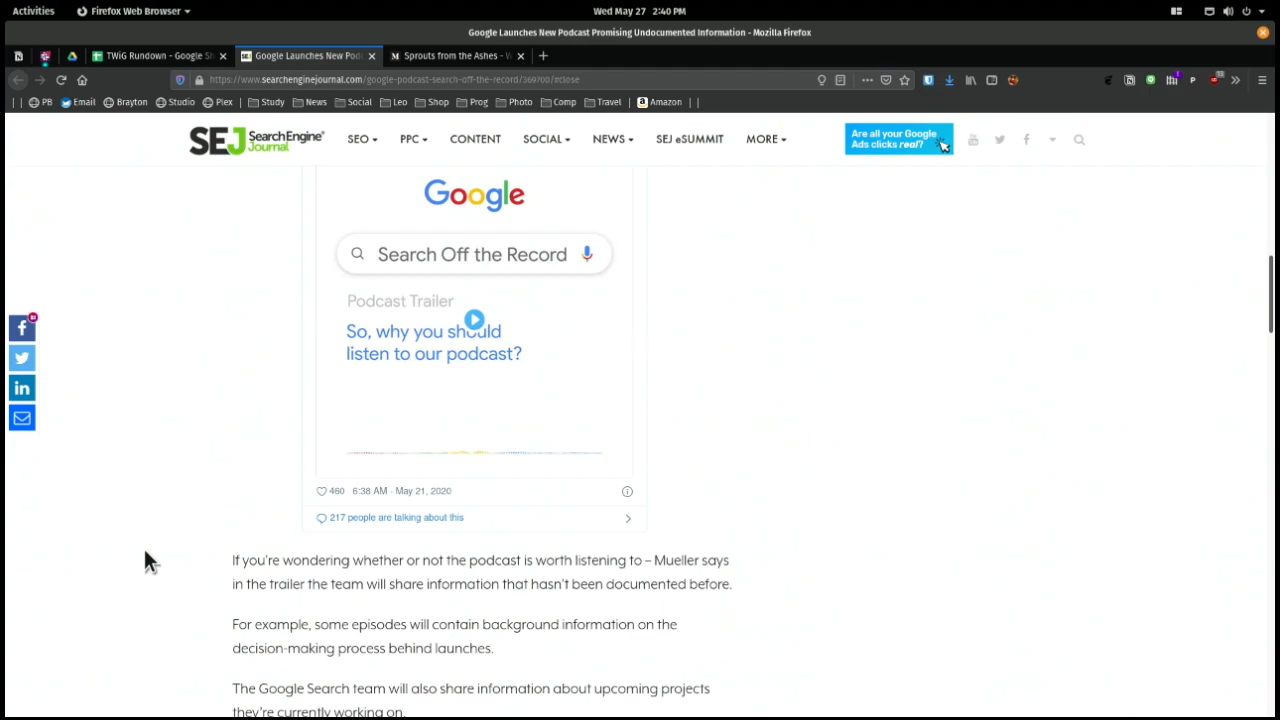 Activities
Firefox Web Browser
Wed May 27 2:40 PM
Google Launches New Podcast Promising Undocumented Information - Mozilla Firefox
TWiG Rundown - Google Sh
Google Launches New Pod
Sprouts from the Ashes - W
https://www.searchenginejournal.com/google-podcast-search-off-the-record/369700/#close
PB
Email
Brayton
Studio
Plex
Study
News
Social
Leo
Shop
Prog
Photo
Comp
Travel
Amazon
SEJ SearchEngine Journal
SEO
PPC
CONTENT
SOCIAL
NEWS
SEJ eSUMMIT
MORE
Are all your Google
Ads clicks real?
Google
Search Off the Record
Podcast Trailer
So, why you should
listen to our podcast?
460 6:38 AM - May 21, 2020
217 people are talking about this
If you're wondering whether or not the podcast is worth listening to – Mueller says
in the trailer the team will share information that hasn't been documented before.
For example, some episodes will contain background information on the
decision-making process behind launches.
The Google Search team will also share information about upcoming projects
they're currently working on.